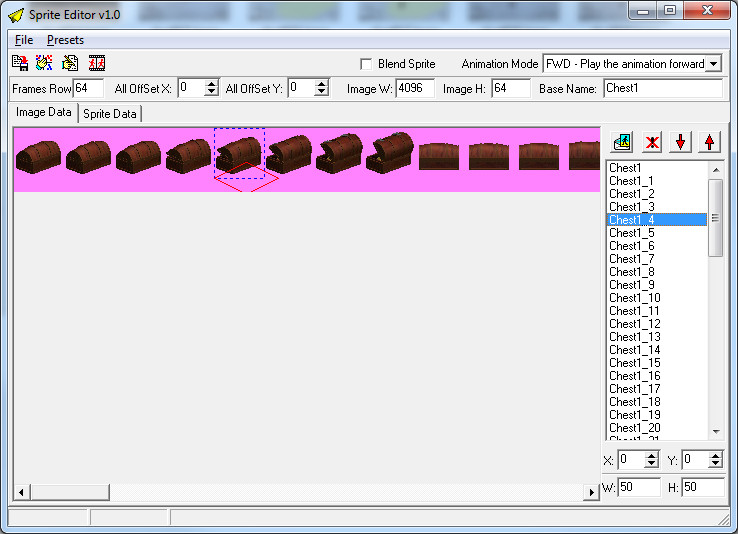 Sprite Editor v1.0
File Presets
Blend Sprite Animation Mode FWD - Play the animation forward
Frames Row 64 All OffSet X: 0 All OffSet Y: 0 Image W: 4096 Image H: 64 Base Name: Chest1
Image Data Sprite Data
Chest1
Chest1_1
Chest1_2
Chest1_3
Chest1_4
Chest1_5
Chest1_6
Chest1_7
Chest1_8
Chest1_9
Chest1_10
Chest1_11
Chest1_12
Chest1_13
Chest1_14
Chest1_15
Chest1_16
Chest1_17
Chest1_18
Chest1_19
Chest1_20
Chest1_21
X: 0 Y: 0
W: 50 H: 50